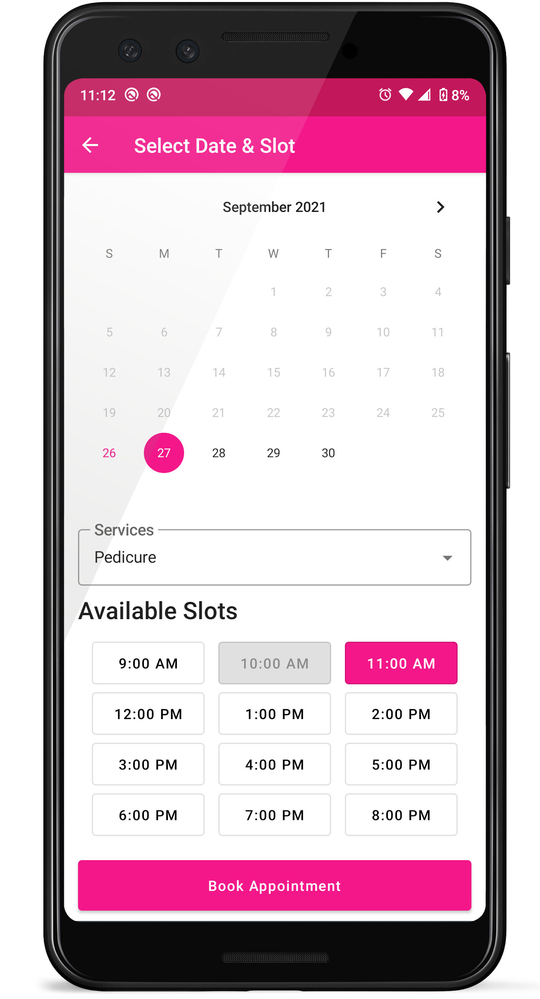 11:12 8%
Select Date & Slot
September 2021
S M T W T F S
1 2 3 4
5 6 7 8 9 10 11
12 13 14 15 16 17 18
19 20 21 22 23 24 25
26 27 28 29 30
Services
Pedicure
Available Slots
9:00 AM 10:00 AM 11:00 AM
12:00 PM 1:00 PM 2:00 PM
3:00 PM 4:00 PM 5:00 PM
6:00 PM 7:00 PM 8:00 PM
Book Appointment